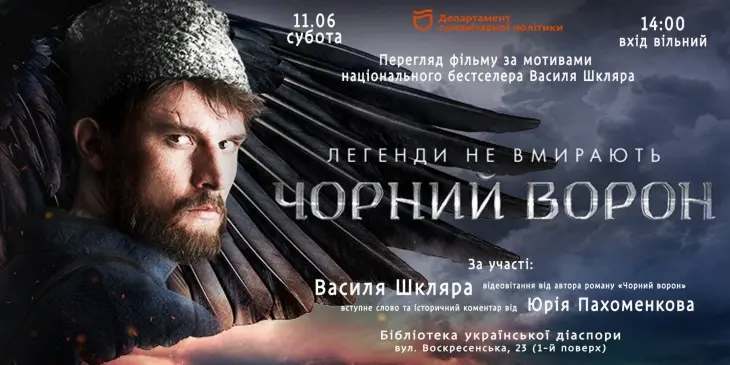 11.06
субота
Департамент
гуманітарної політики
14:00
вхід вільний
Перегляд фільму за мотивами
національного бестселера Василя Шкляра
ЛЕГЕНДИ НЕ ВМИРАЮТЬ
ЧОРНИЙ ВОРОН
За участі:
Василя Шкляра відеовітання від автора роману «Чорний ворон»
вступне слово та історичний коментар від Юрія Пахоменкова
Бібліотека української діаспори
вул. Воскресенська, 23 (1-й поверх)